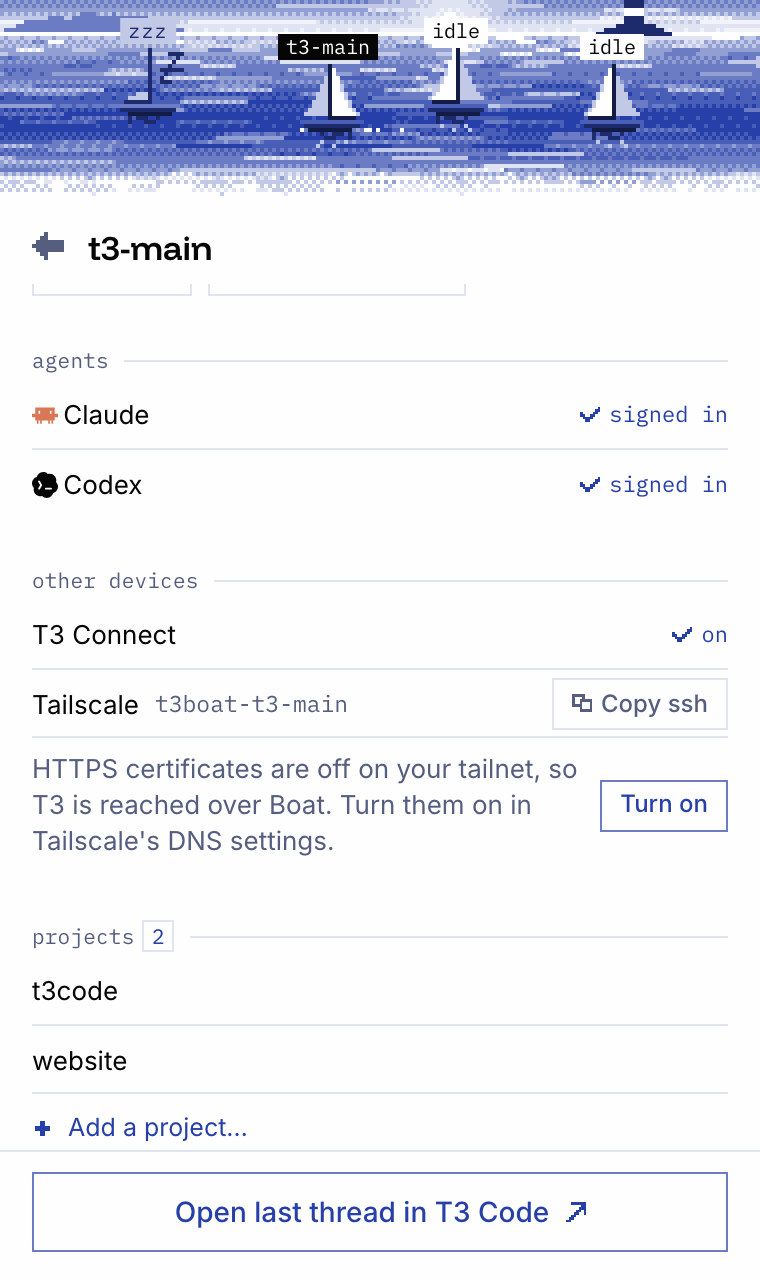 zzz
t3-main
idle
idle
t3-main
agents
Claude signed in
Codex signed in
other devices
T3 Connect on
Tailscale t3boat-t3-main Copy ssh
HTTPS certificates are off on your tailnet, so
T3 is reached over Boat. Turn them on in
Tailscale's DNS settings.
Turn on
projects 2
t3code
website
Add a project...
Open last thread in T3 Code